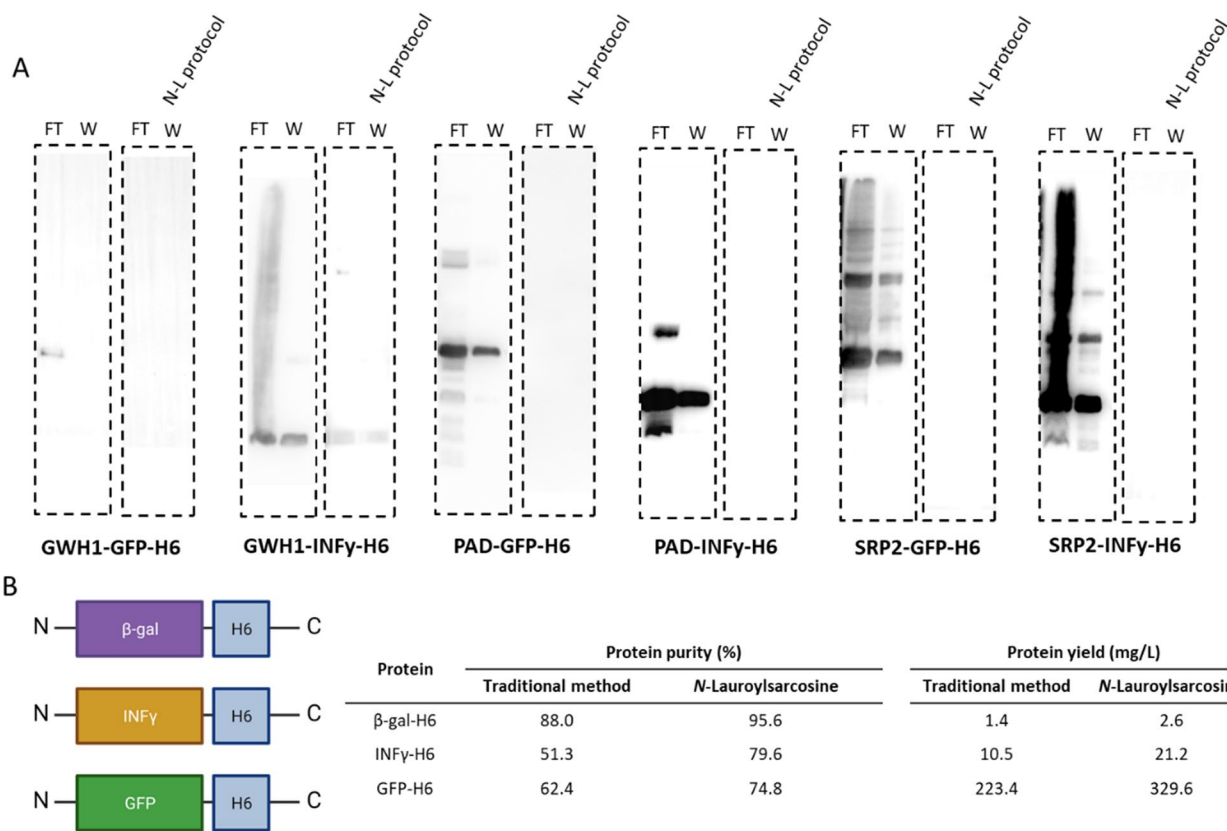 A
N-L protocol N-L protocol N-L protocol N-L protocol N-L protocol N-L protocol
FT W FT W FT W FT W FT W FT W FT W FT W FT W FT W FT W FT W
GWH1-GFP-H6 GWH1-INFγ-H6 PAD-GFP-H6 PAD-INFγ-H6 SRP2-GFP-H6 SRP2-INFγ-H6
B
N β-gal H6 C
N INFγ H6 C
N GFP H6 C
Protein Protein purity (%) Protein yield (mg/L)
Traditional method N-Lauroylsarcosine Traditional method N-Lauroylsarcosin
β-gal-H6 88.0 95.6 1.4 2.6
INFγ-H6 51.3 79.6 10.5 21.2
GFP-H6 62.4 74.8 223.4 329.6